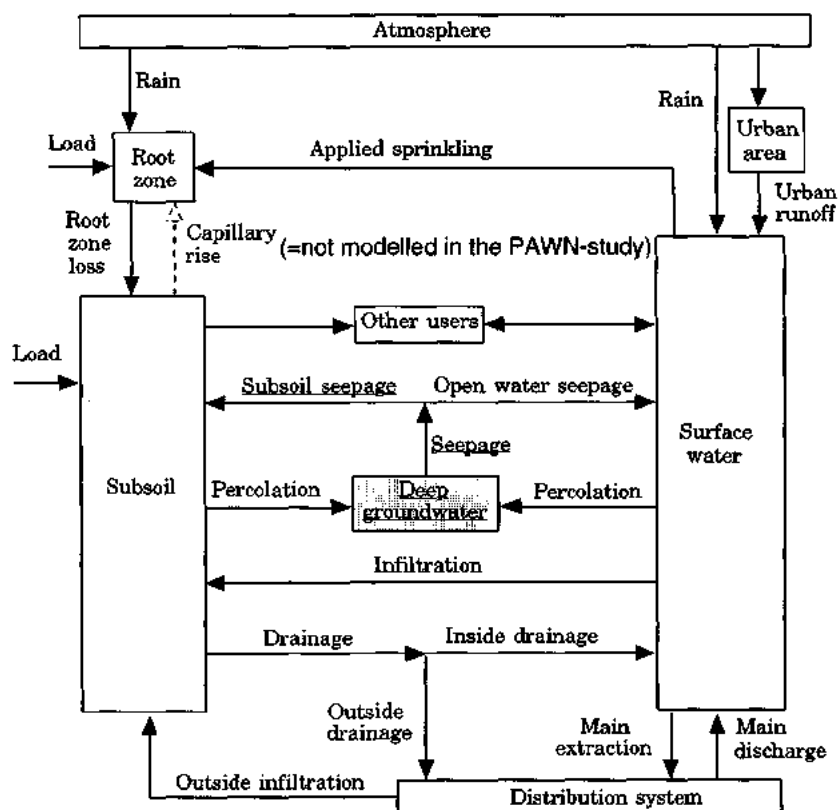 Atmosphere
Rain
Rain
Urban
area
Load
Root
zone
Applied sprinkling
Urban
runoff
Root
zone
loss
Capillary
rise
(=not modelled in the PAWN-study)
Other users
Load
Subsoil seepage
Open water seepage
Seepage
Surface
water
Subsoil
Percolation
Deep
groundwater
Percolation
Infiltration
Drainage
Inside drainage
Outside
drainage
Main
extraction
Main
discharge
Outside infiltration
Distribution system